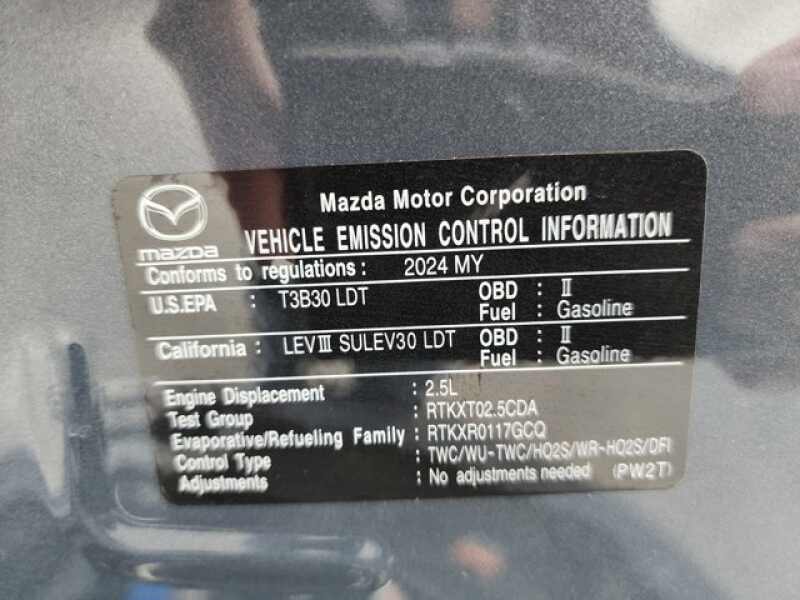 Mazda Motor Corporation
mazda VEHICLE EMISSION CONTROL INFORMATION
Conforms to regulations : 2024 MY
U.S.EPA : T3B30 LDT OBD : II
Fuel : Gasoline
California : LEVIII SULEV30 LDT OBD : II
Fuel : Gasoline
Engine Displacement : 2.5L
Test Group : RTKXT02.5CDA
Evaporative/Refueling Family : RTKXR0117GCQ
Control Type : TWC/WU-TWC/HO2S/WR-HO2S/DFI
Adjustments : No adjustments needed (PW2T)